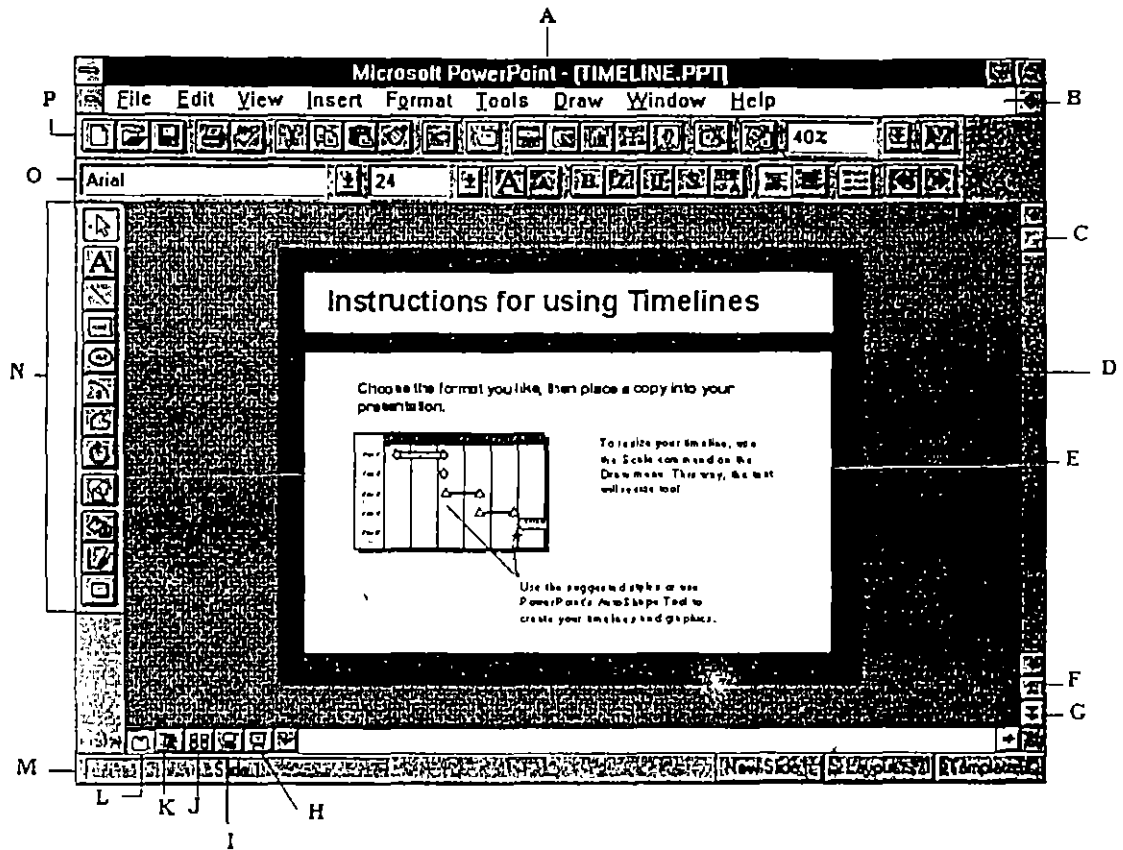 A
Microsoft PowerPoint - [TIMELINE.PPT]
P
File Edit View Insert Format Tools Draw Window Help
B
40%
O
Arial
24
A A B I U S
C
A
Instructions for using Timelines
N
D
Choose the format you like, then place a copy into your
presentation.
To resize your timeline, use
the Scale command on the
Draw menu. This way, the text
will resize too!
E
Use the suggested styles or use
PowerPoint's AutoShape Tool to
create your timelines and graphics.
F
G
M
New Slide
L
K
J
H
I